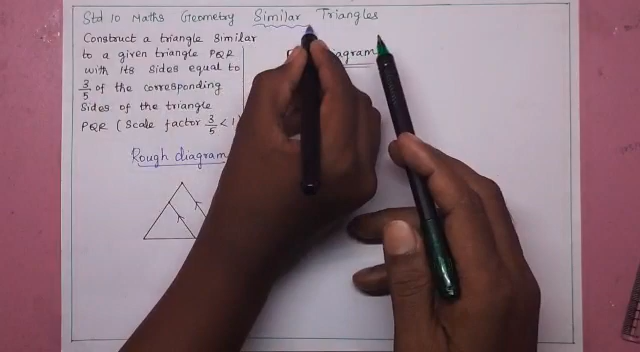 Std 10 Maths Geometry Similar Triangles
Construct a triangle similar
to a given triangle PQR
with its sides equal to
3/5 of the corresponding
sides of the triangle
PQR (Scale factor 3/5 < 1)
Rough diagram